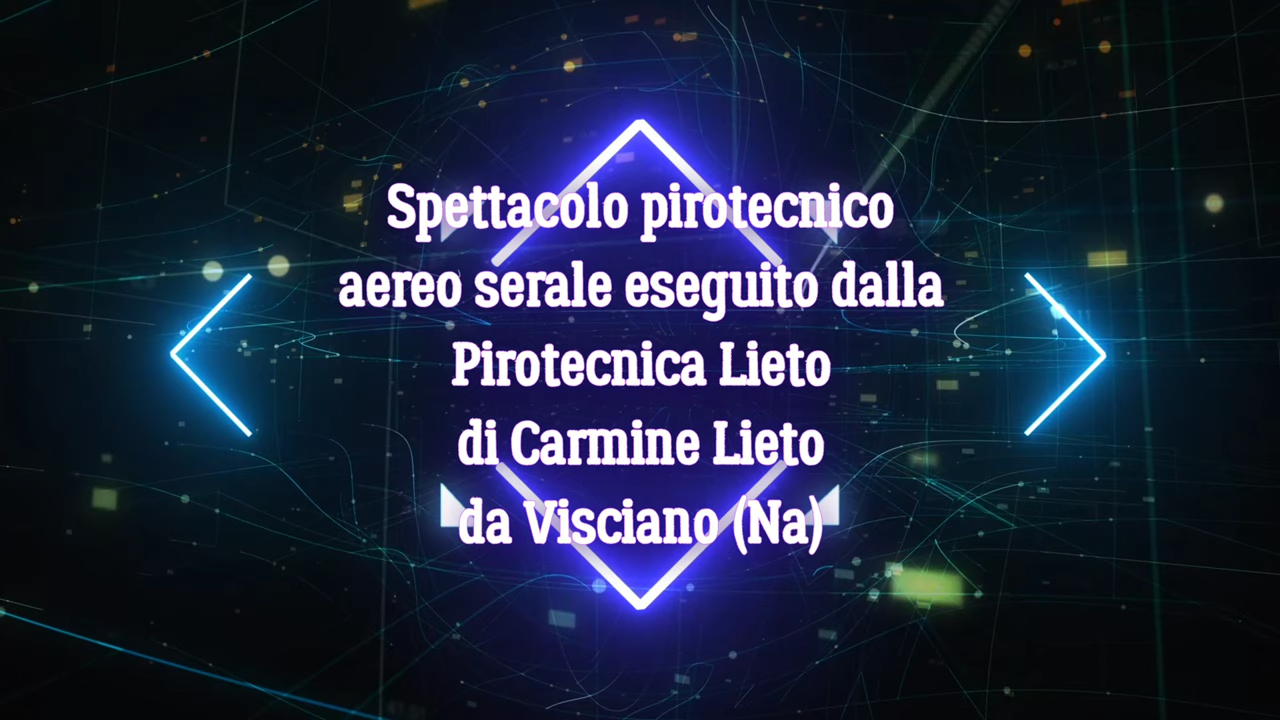 Spettacolo pirotecnico
aereo serale eseguito dalla
Pirotecnica Lieto
di Carmine Lieto
da Visciano (Na)